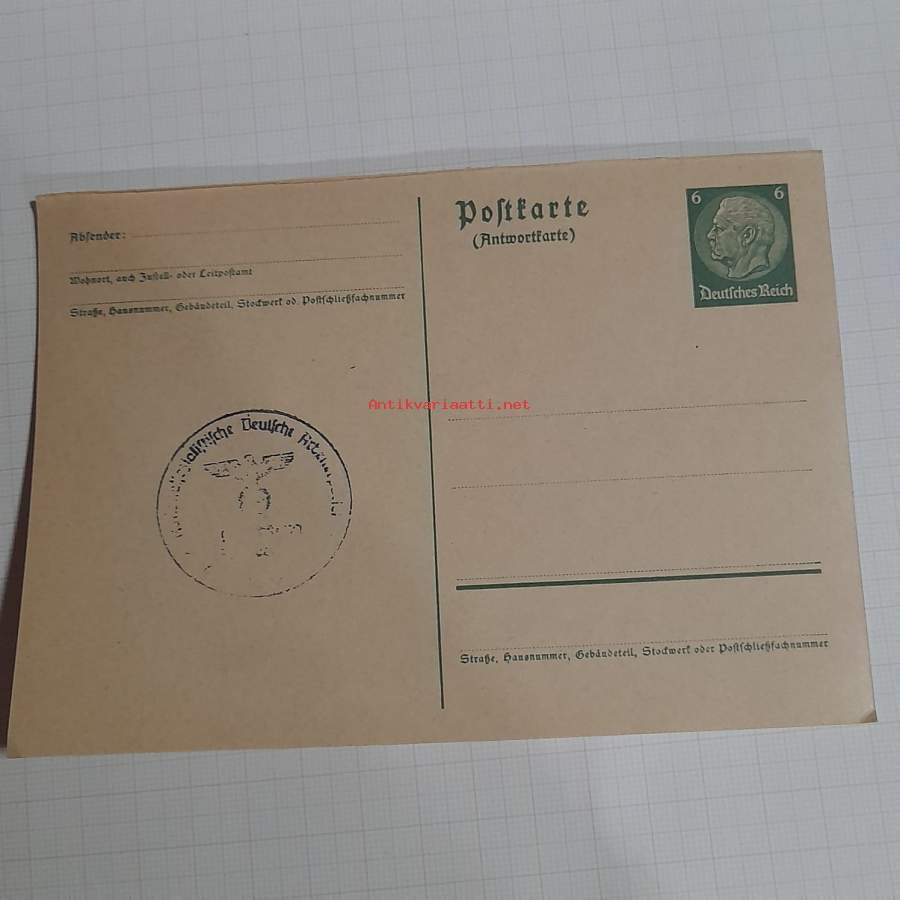 Absender:
Wohnort, auch Zustell- oder Leitpostamt
Straße, Hausnummer, Gebäudeteil, Stockwerk od. Postschließfachnummer
Postkarte
(Antwortkarte)
6 6
Deutsches Reich
Antikvariaatti.net
Deutsche
Straße, Hausnummer, Gebäudeteil, Stockwerk oder Postschließfachnummer